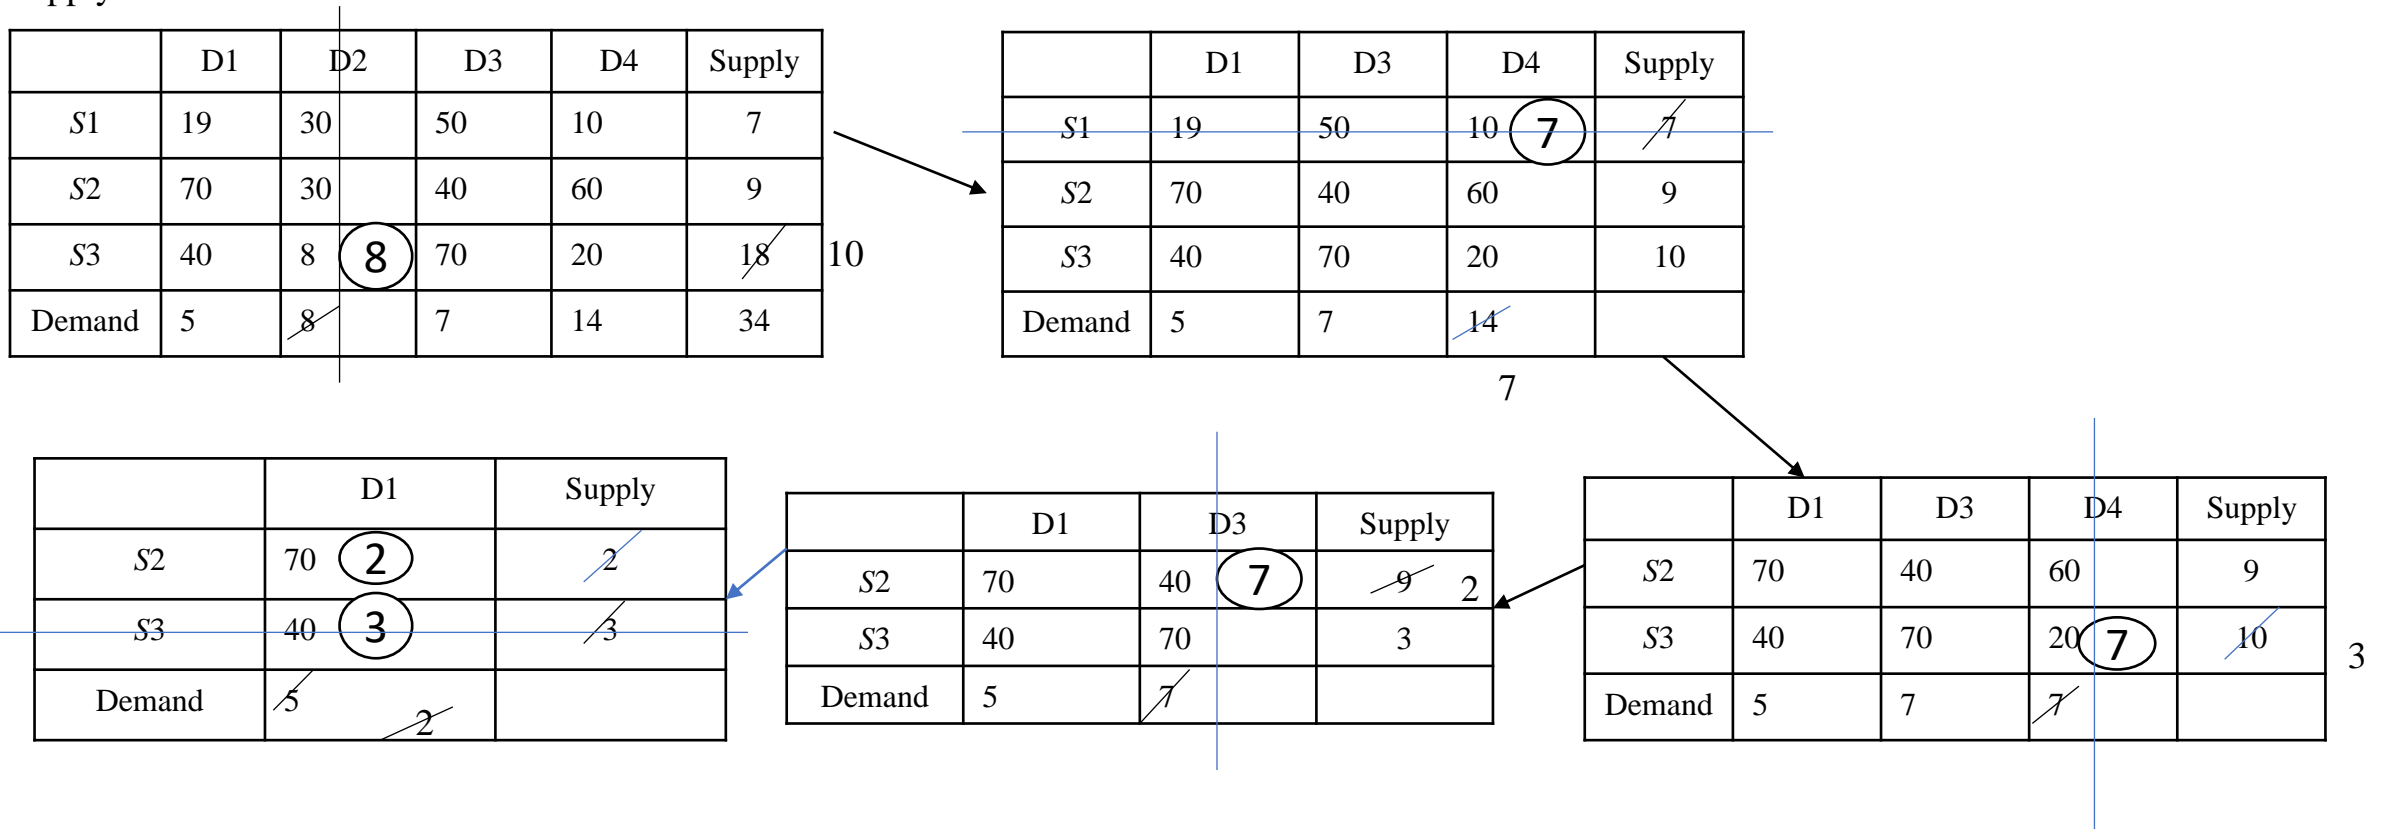 D1 D2 D3 D4 Supply
S1 19 30 50 10 7
S2 70 30 40 60 9
S3 40 8 8 70 20 18 10
Demand 5 8 7 14 34
D1 D3 D4 Supply
S1 19 50 10 7 7
S2 70 40 60 9
S3 40 70 20 10
Demand 5 7 14
7
D1 D3 D4 Supply
S2 70 40 60 9
S3 40 70 20 7 10 3
Demand 5 7 7
D1 D3 Supply
S2 70 40 7 9 2
S3 40 70 3
Demand 5 7
D1 Supply
S2 70 2 2
S3 40 3 3
Demand 5 2